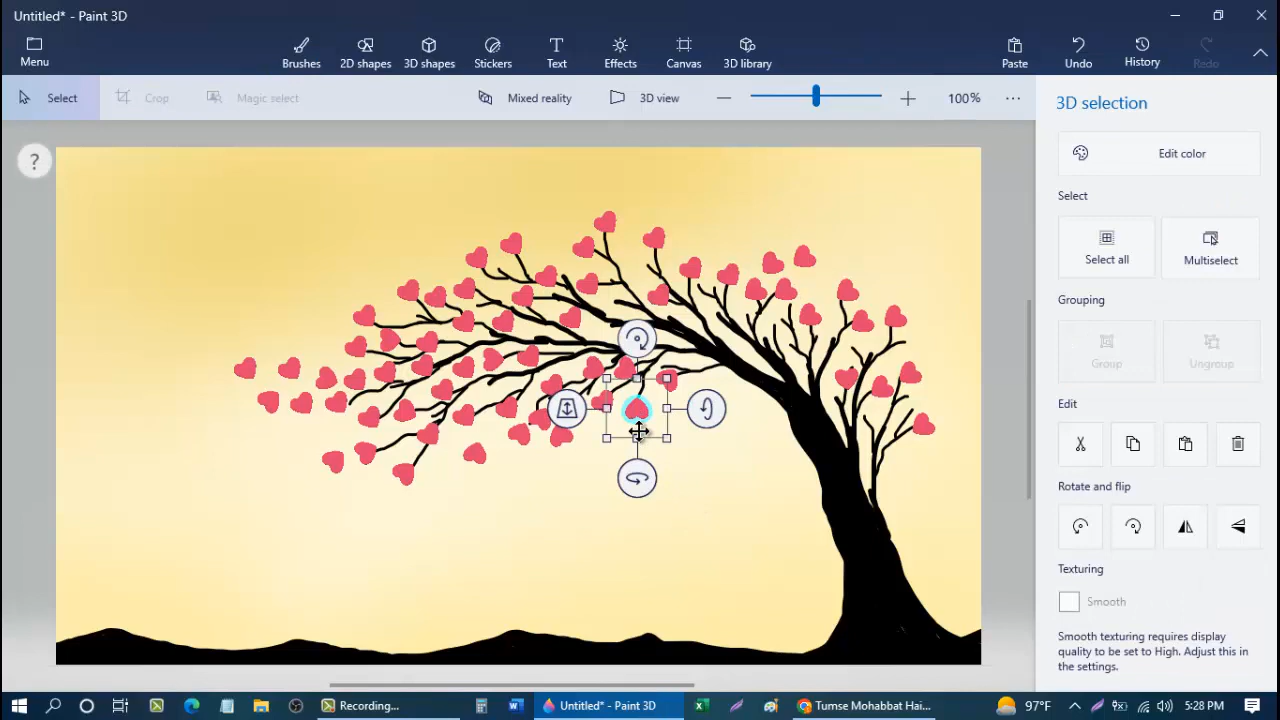 Untitled* - Paint 3D
Menu
Brushes
2D shapes
3D shapes
Stickers
Text
Effects
Canvas
3D library
Paste
Undo
History
Redo
Select
Crop
Magic select
Mixed reality
3D view
100%
?
3D selection
Edit color
Select
Select all
Multiselect
Grouping
Group
Ungroup
Edit
Rotate and flip
Texturing
Smooth
Smooth texturing requires display
quality to be set to High. Adjust this in
the settings.
Recording...
Untitled* - Paint 3D
Tumse Mohabbat Hai...
97°F
5:28 PM